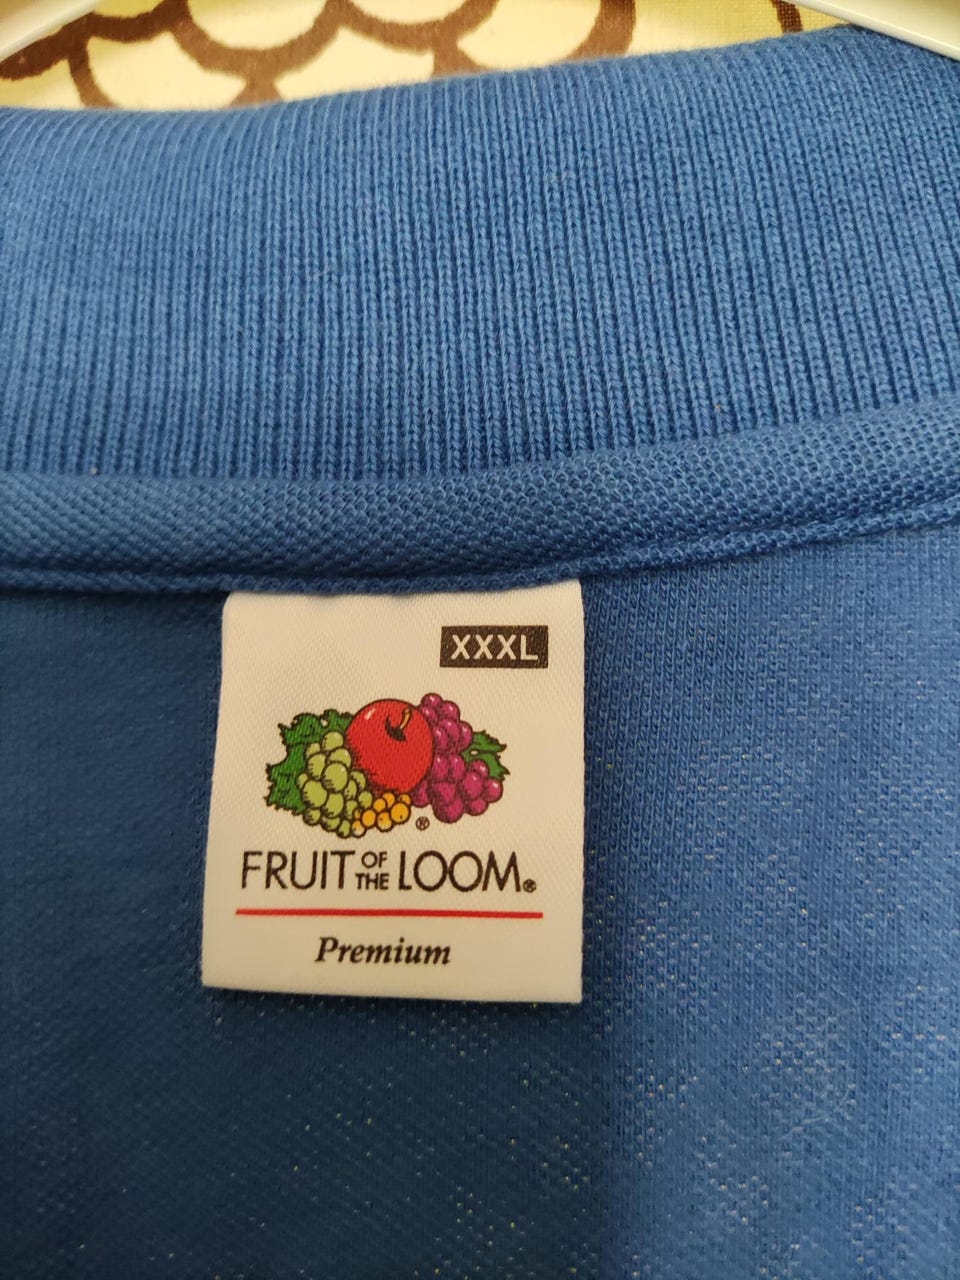 XXXL
®
FRUIT OF THE LOOM®
Premium